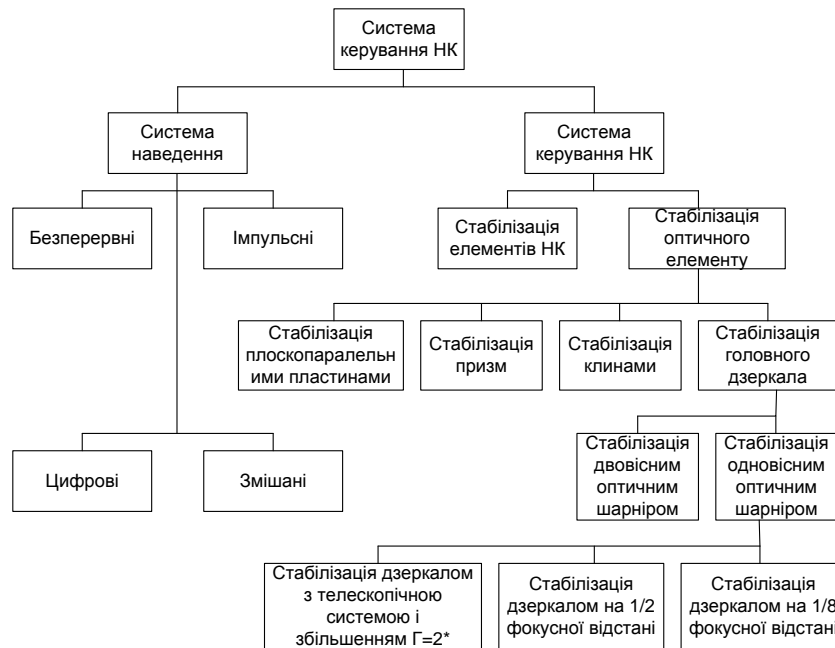 Система
керування НК
Система
наведення
Система
керування НК
Безперервні
Імпульсні
Стабілізація
елементів НК
Стабілізація
оптичного
елементу
Стабілізація
плоскопаралельн
ими пластинами
Стабілізація
призм
Стабілізація
клинами
Стабілізація
головного
дзеркала
Цифрові
Змішані
Стабілізація
двовісним
оптичним
шарніром
Стабілізація
одновісним
оптичним
шарніром
Стабілізація дзеркалом
з телескопічною
системою і
збільшенням Г=2*
Стабілізація
дзеркалом на 1/2
фокусної відстані
Стабілізація
дзеркалом на 1/8
фокусної відстані